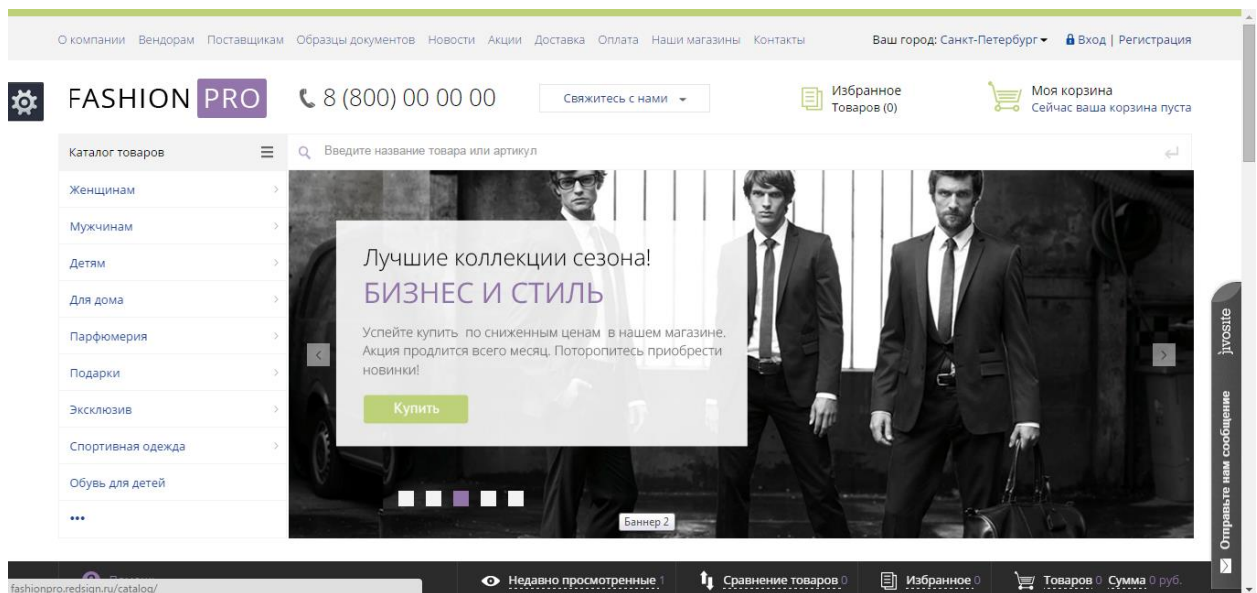 О компании Вендорам Поставщикам Образцы документов Новости Акции Доставка Оплата Наши магазины Контакты Ваш город: Санкт-Петербург Вход | Регистрация
FASHION PRO 8 (800) 00 00 00 Свяжитесь с нами
Избранное
Товаров (0)
Моя корзина
Сейчас ваша корзина пуста
Каталог товаров
Введите название товара или артикул
Женщинам
Мужчинам
Детям
Для дома
Парфюмерия
Подарки
Эксклюзив
Спортивная одежда
Обувь для детей
•••
Лучшие коллекции сезона!
БИЗНЕС И СТИЛЬ
Успейте купить по сниженным ценам в нашем магазине.
Акция продлится всего месяц. Поторопитесь приобрести
новинки!
Купить
Баннер 2
jivosite
Отправьте нам сообщение
Недавно просмотренные 1 Сравнение товаров 0 Избранное 0 Товаров 0 Сумма 0 руб.
fashionpro.redsign.ru/catalog/